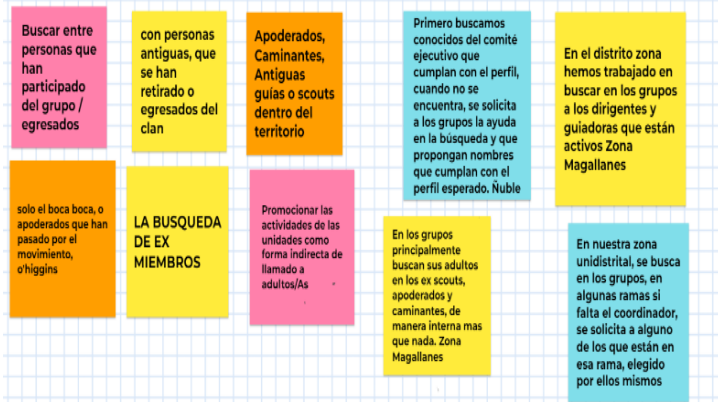 Buscar entre
personas que
han
participado
del grupo /
egresados
con personas
antiguas, que
se han
retirado o
egresados del
clan
Apoderados,
Caminantes,
Antiguas
guías o scouts
dentro del
territorio
Primero buscamos
conocidos del comité
ejecutivo que
cumplan con el perfil,
cuando no se
encuentra, se solicita
a los grupos la ayuda
en la búsqueda y que
propongan nombres
que cumplan con el
perfil esperado. Ñuble
En el distrito zona
hemos trabajado en
buscar en los grupos
a los dirigentes y
guiadoras que están
activos Zona
Magallanes
solo el boca boca, o
apoderados que han
pasado por el
movimiento,
o'higgins
LA BUSQUEDA
DE EX
MIEMBROS
Promocionar las
actividades de las
unidades como
forma indirecta de
llamado a
adultos/As
En los grupos
principalmente
buscan sus adultos
en los ex scouts,
apoderados y
caminantes, de
manera interna mas
que nada. Zona
Magallanes
En nuestra zona
unidistrital, se busca
en los grupos, en
algunas ramas si
falta el coordinador,
se solicita a alguno
de los que están en
esa rama, elegido
por ellos mismos